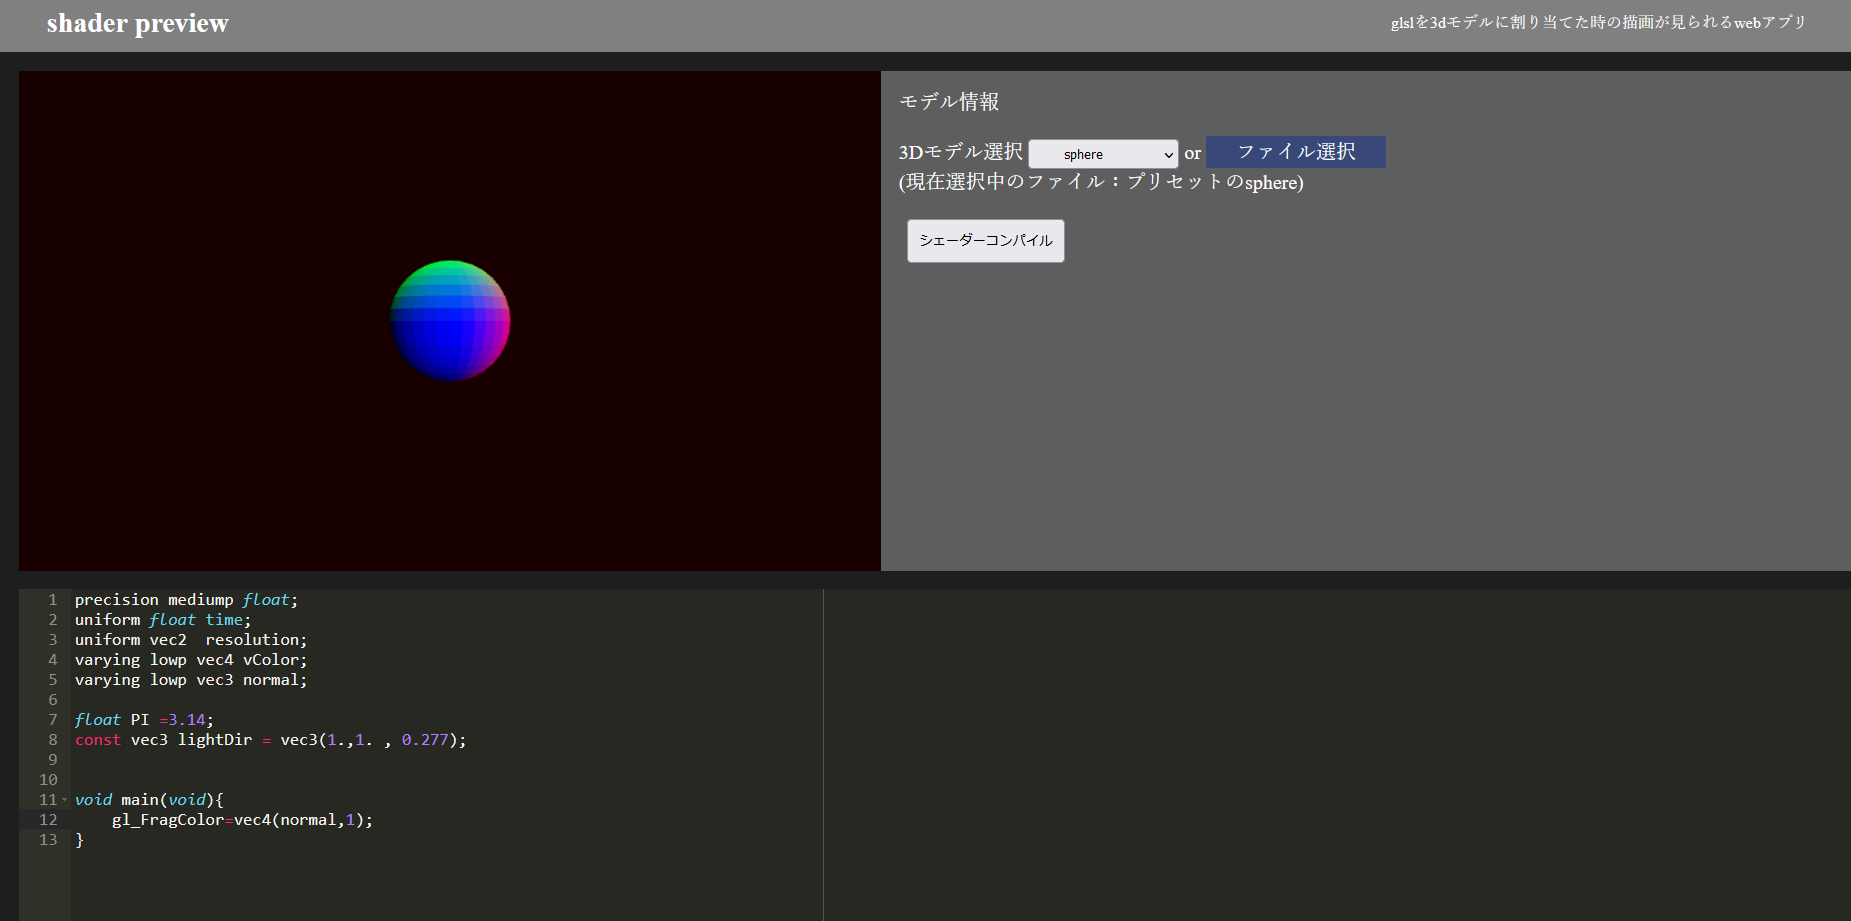 shader preview
glslを3dモデルに割り当てた時の描画が見られるwebアプリ
モデル情報
3Dモデル選択 sphere or ファイル選択
(現在選択中のファイル：プリセットのsphere)
シェーダーコンパイル
1 precision mediump float;
2 uniform float time;
3 uniform vec2  resolution;
4 varying lowp vec4 vColor;
5 varying lowp vec3 normal;
6
7 float PI =3.14;
8 const vec3 lightDir = vec3(1.,1. , 0.277);
9
10
11 void main(void){
12     gl_FragColor=vec4(normal,1);
13 }